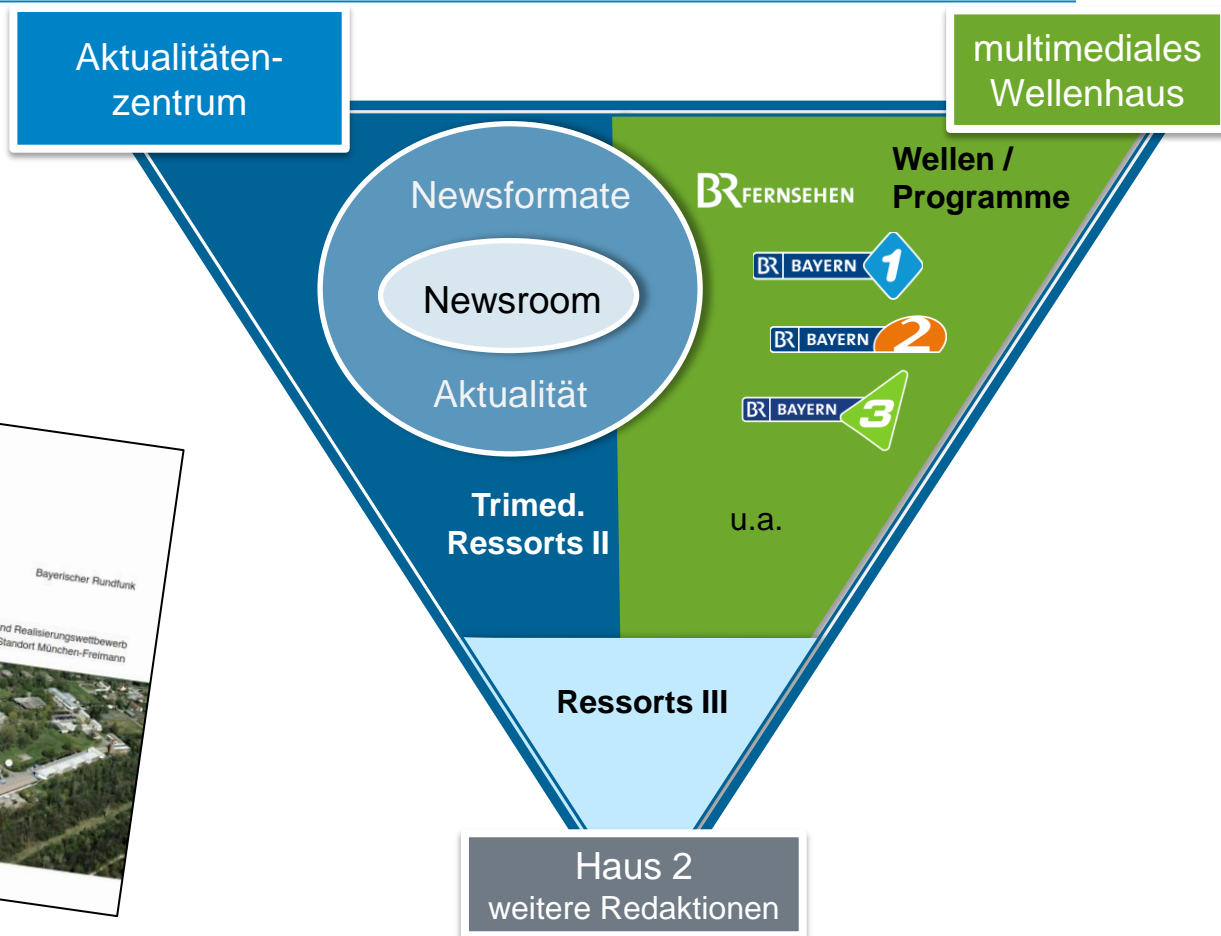 Aktualitäten-
zentrum
multimediales
Wellenhaus
Newsformate
Newsroom
Aktualität
Wellen /
Programme
BR FERNSEHEN
BR BAYERN 1
BR BAYERN 2
BR BAYERN 3
Trimed.
Ressorts II
u.a.
Bayerischer Rundfunk
nd Realisierungswettbewerb
Standort München-Freimann
Ressorts III
Haus 2
weitere Redaktionen